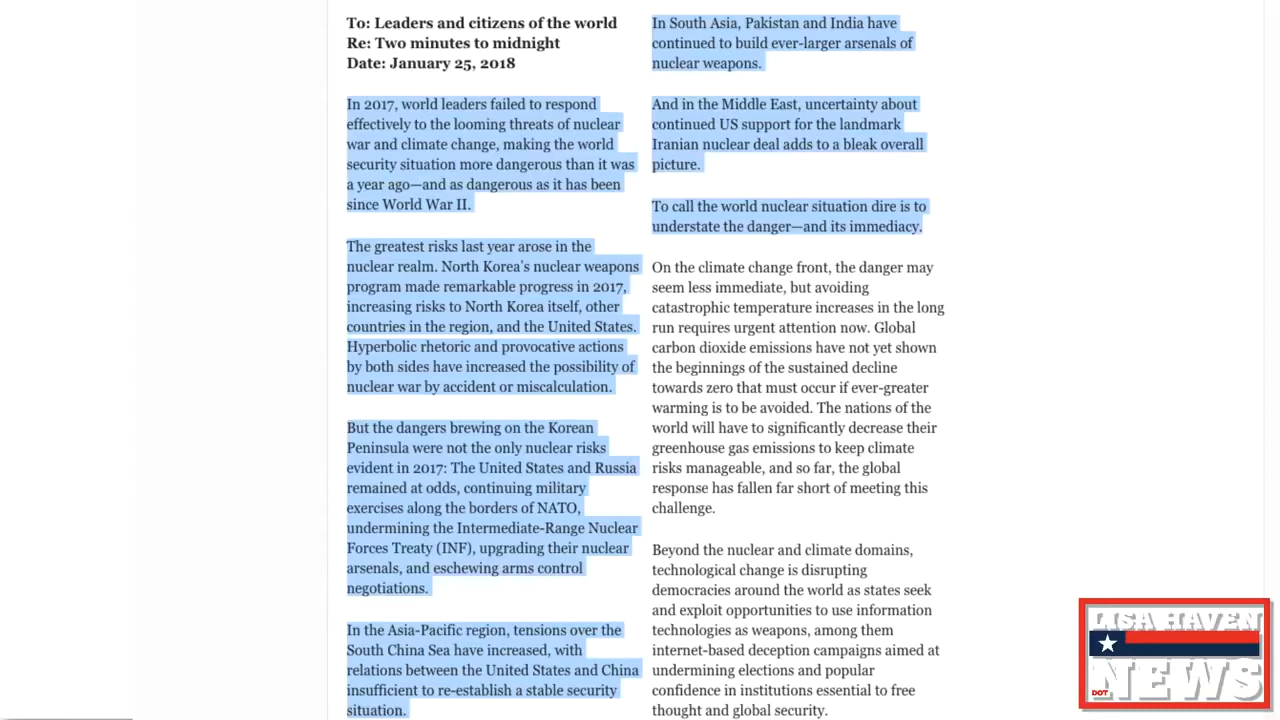 To: Leaders and citizens of the world
Re: Two minutes to midnight
Date: January 25, 2018
In 2017, world leaders failed to respond
effectively to the looming threats of nuclear
war and climate change, making the world
security situation more dangerous than it was
a year ago—and as dangerous as it has been
since World War II.
The greatest risks last year arose in the
nuclear realm. North Korea's nuclear weapons
program made remarkable progress in 2017,
increasing risks to North Korea itself, other
countries in the region, and the United States.
Hyperbolic rhetoric and provocative actions
by both sides have increased the possibility of
nuclear war by accident or miscalculation.
But the dangers brewing on the Korean
Peninsula were not the only nuclear risks
evident in 2017: The United States and Russia
remained at odds, continuing military
exercises along the borders of NATO,
undermining the Intermediate-Range Nuclear
Forces Treaty (INF), upgrading their nuclear
arsenals, and eschewing arms control
negotiations.
In the Asia-Pacific region, tensions over the
South China Sea have increased, with
relations between the United States and China
insufficient to re-establish a stable security
situation.
In South Asia, Pakistan and India have
continued to build ever-larger arsenals of
nuclear weapons.
And in the Middle East, uncertainty about
continued US support for the landmark
Iranian nuclear deal adds to a bleak overall
picture.
To call the world nuclear situation dire is to
understate the danger—and its immediacy.
On the climate change front, the danger may
seem less immediate, but avoiding
catastrophic temperature increases in the long
run requires urgent attention now. Global
carbon dioxide emissions have not yet shown
the beginnings of the sustained decline
towards zero that must occur if ever-greater
warming is to be avoided. The nations of the
world will have to significantly decrease their
greenhouse gas emissions to keep climate
risks manageable, and so far, the global
response has fallen far short of meeting this
challenge.
Beyond the nuclear and climate domains,
technological change is disrupting
democracies around the world as states seek
and exploit opportunities to use information
technologies as weapons, among them
internet-based deception campaigns aimed at
undermining elections and popular
confidence in institutions essential to free
thought and global security.
LISA HAVEN
DOT NEWS